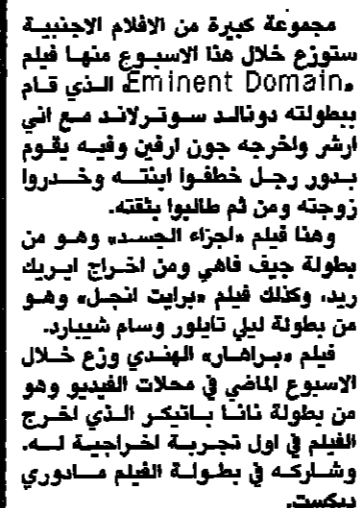 مجموعة كبيرة من الافلام الاجنبية
ستوزع خلال هذا الاسبوع منها فيلم
«Eminent Domain» الذي قام
ببطولته دونالد سوترلاند مع اني
ارشر واخرجه جون ارفين وفيه يقوم
بدور رجل خطفوا ابنته وخدروا
زوجته ومن ثم طالبوا بثقته.
وهنا فيلم «اجزاء الجسد» وهو من
بطولة جيف فاهي ومن اخراج ايريك
ريد، وكذلك فيلم «برايت انجل» وهو
من بطولة ليلي تايلور وسام شيبارد.
فيلم «براهار» الهندي وزع خلال
الاسبوع الماضي في محلات الفيديو وهو
من بطولة نانا باتيكر الذي اخرج
الفيلم في اول تجربة اخراجية له.
وشاركه في بطولة الفيلم مادوري
ديكست.